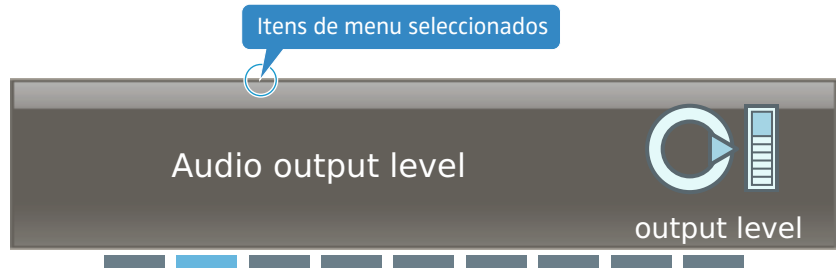 Itens de menu seleccionados
Audio output level
output level